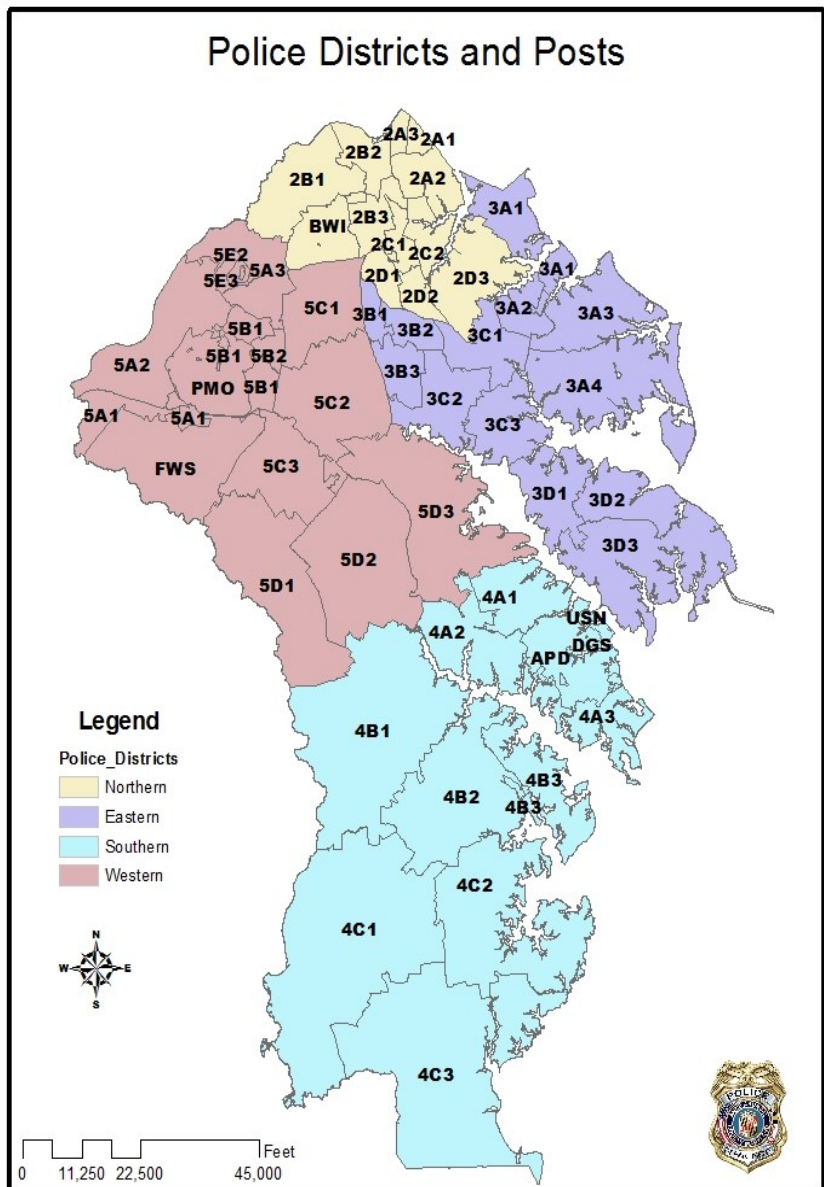 Police Districts and Posts
2A3
2A1
2B2
2B1
2A2
3A1
BWI
2B3
2C1
2C2
5E2
5A3
5E3
2D1
2D3
3A1
2D2
5C1
3B1
3A2
3A3
3B2
3C1
5B1
5A2
5B1
5B2
3B3
3A4
PMO
5B1
5C2
3C2
5A1
5A1
3C3
FWS
5C3
3D1
3D2
5D3
3D3
5D2
5D1
4A1
USN
4A2
DGS
APD
4A3
4B1
4B3
4B2
4B3
4C2
4C1
4C3
Legend
Police_Districts
Northern
Eastern
Southern
Western
N
W E
S
Feet
0 11,250 22,500 45,000
POLICE